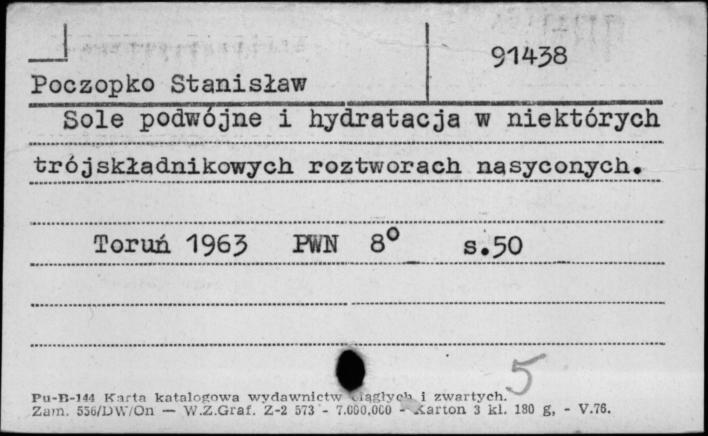 91438
Poczopko Stanisław
Sole podwójne i hydratacja w niektórych
trójskładnikowych roztworach nasyconych.
Toruń 1963 PWN 8° s.50
5
Pu-B-144 Karta katalogowa wydawnictw ciągłych i zwartych.
Zam. 556/DW/On — W.Z.Graf. Z-2 573 - 7.000,000 - Karton 3 kl. 180 g, - V.76.